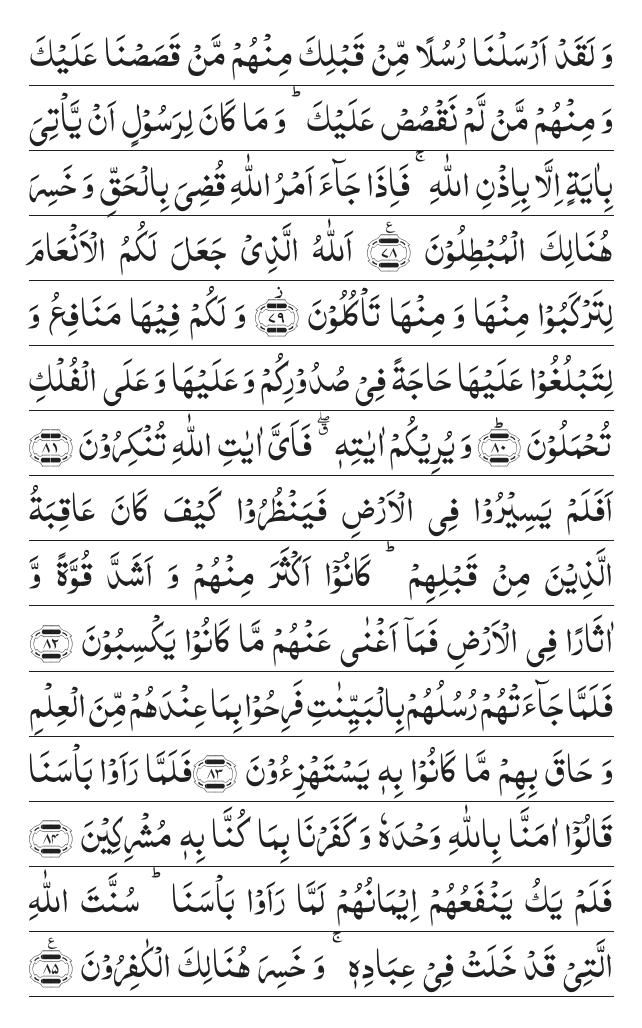 وَ لَقَدۡ اَرۡسَلۡنَا رُسُلًا مِّنۡ قَبۡلِكَ مِنۡهُمۡ مَّنۡ قَصَصۡنَا عَلَيۡكَ
وَ مِنۡهُمۡ مَّنۡ لَّمۡ نَقۡصُصۡ عَلَيۡكَ ؕ وَ مَا كَانَ لِرَسُوۡلٍ اَنۡ يَّاۡتِىَ
بِاٰيَةٍ اِلَّا بِاِذۡنِ اللّٰهِ ۚ فَاِذَا جَآءَ اَمۡرُ اللّٰهِ قُضِىَ بِالۡحَقِّ وَ خَسِرَ
هُنَالِكَ الۡمُبۡطِلُوۡنَ ﴿۷۸﴾ ع اَللّٰهُ الَّذِىۡ جَعَلَ لَكُمُ الۡاَنۡعَامَ
لِتَرۡكَبُوۡا مِنۡهَا وَ مِنۡهَا تَاۡكُلُوۡنَ ﴿۷۹﴾ ز وَ لَكُمۡ فِيۡهَا مَنَافِعُ وَ
لِتَبۡلُغُوۡا عَلَيۡهَا حَاجَةً فِىۡ صُدُوۡرِكُمۡ وَ عَلَيۡهَا وَ عَلَى الۡفُلۡكِ
تُحۡمَلُوۡنَ ؕ ﴿۸۰﴾ وَ يُرِيۡكُمۡ اٰيٰتِهٖ ۖ ق فَاَىَّ اٰيٰتِ اللّٰهِ تُنۡكِرُوۡنَ ﴿۸۱﴾
اَفَلَمۡ يَسِيۡرُوۡا فِى الۡاَرۡضِ فَيَنۡظُرُوۡا كَيۡفَ كَانَ عَاقِبَةُ
الَّذِيۡنَ مِنۡ قَبۡلِهِمۡ ؕ كَانُوۡۤا اَكۡثَرَ مِنۡهُمۡ وَ اَشَدَّ قُوَّةً وَّ
اٰثَارًا فِى الۡاَرۡضِ فَمَاۤ اَغۡنٰى عَنۡهُمۡ مَّا كَانُوۡا يَكۡسِبُوۡنَ ﴿۸۲﴾
فَلَمَّا جَآءَتۡهُمۡ رُسُلُهُمۡ بِالۡبَيِّنٰتِ فَرِحُوۡا بِمَا عِنۡدَهُمۡ مِّنَ الۡعِلۡمِ
وَ حَاقَ بِهِمۡ مَّا كَانُوۡا بِهٖ يَسۡتَهۡزِءُوۡنَ ﴿۸۳﴾ فَلَمَّا رَاَوۡا بَاۡسَنَا
قَالُوۡۤا اٰمَنَّا بِاللّٰهِ وَحۡدَهٗ وَ كَفَرۡنَا بِمَا كُنَّا بِهٖ مُشۡرِكِيۡنَ ﴿۸۴﴾
فَلَمۡ يَكُ يَنۡفَعُهُمۡ اِيۡمَانُهُمۡ لَمَّا رَاَوۡا بَاۡسَنَا ؕ سُنَّتَ اللّٰهِ
الَّتِىۡ قَدۡ خَلَتۡ فِىۡ عِبَادِهٖ ۚ وَ خَسِرَ هُنَالِكَ الۡكٰفِرُوۡنَ ﴿۸۵﴾ ع